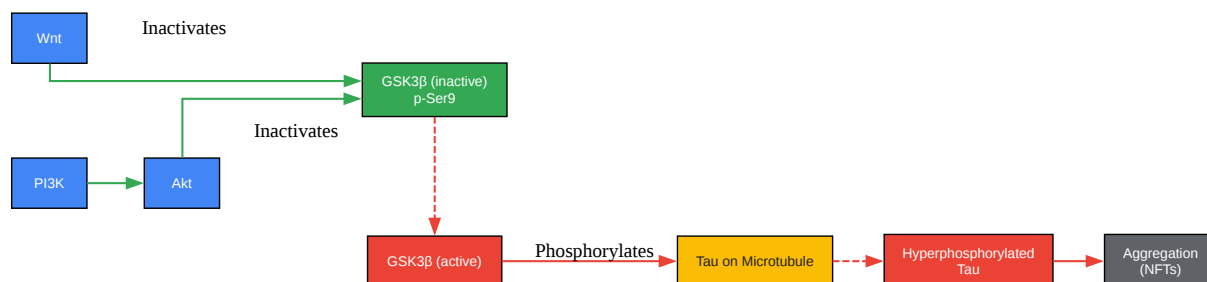 Wnt
Inactivates
GSK3β (inactive)
p-Ser9
Inactivates
PI3K
Akt
GSK3β (active)
Phosphorylates
Tau on Microtubule
Hyperphosphorylated
Tau
Aggregation
(NFTs)